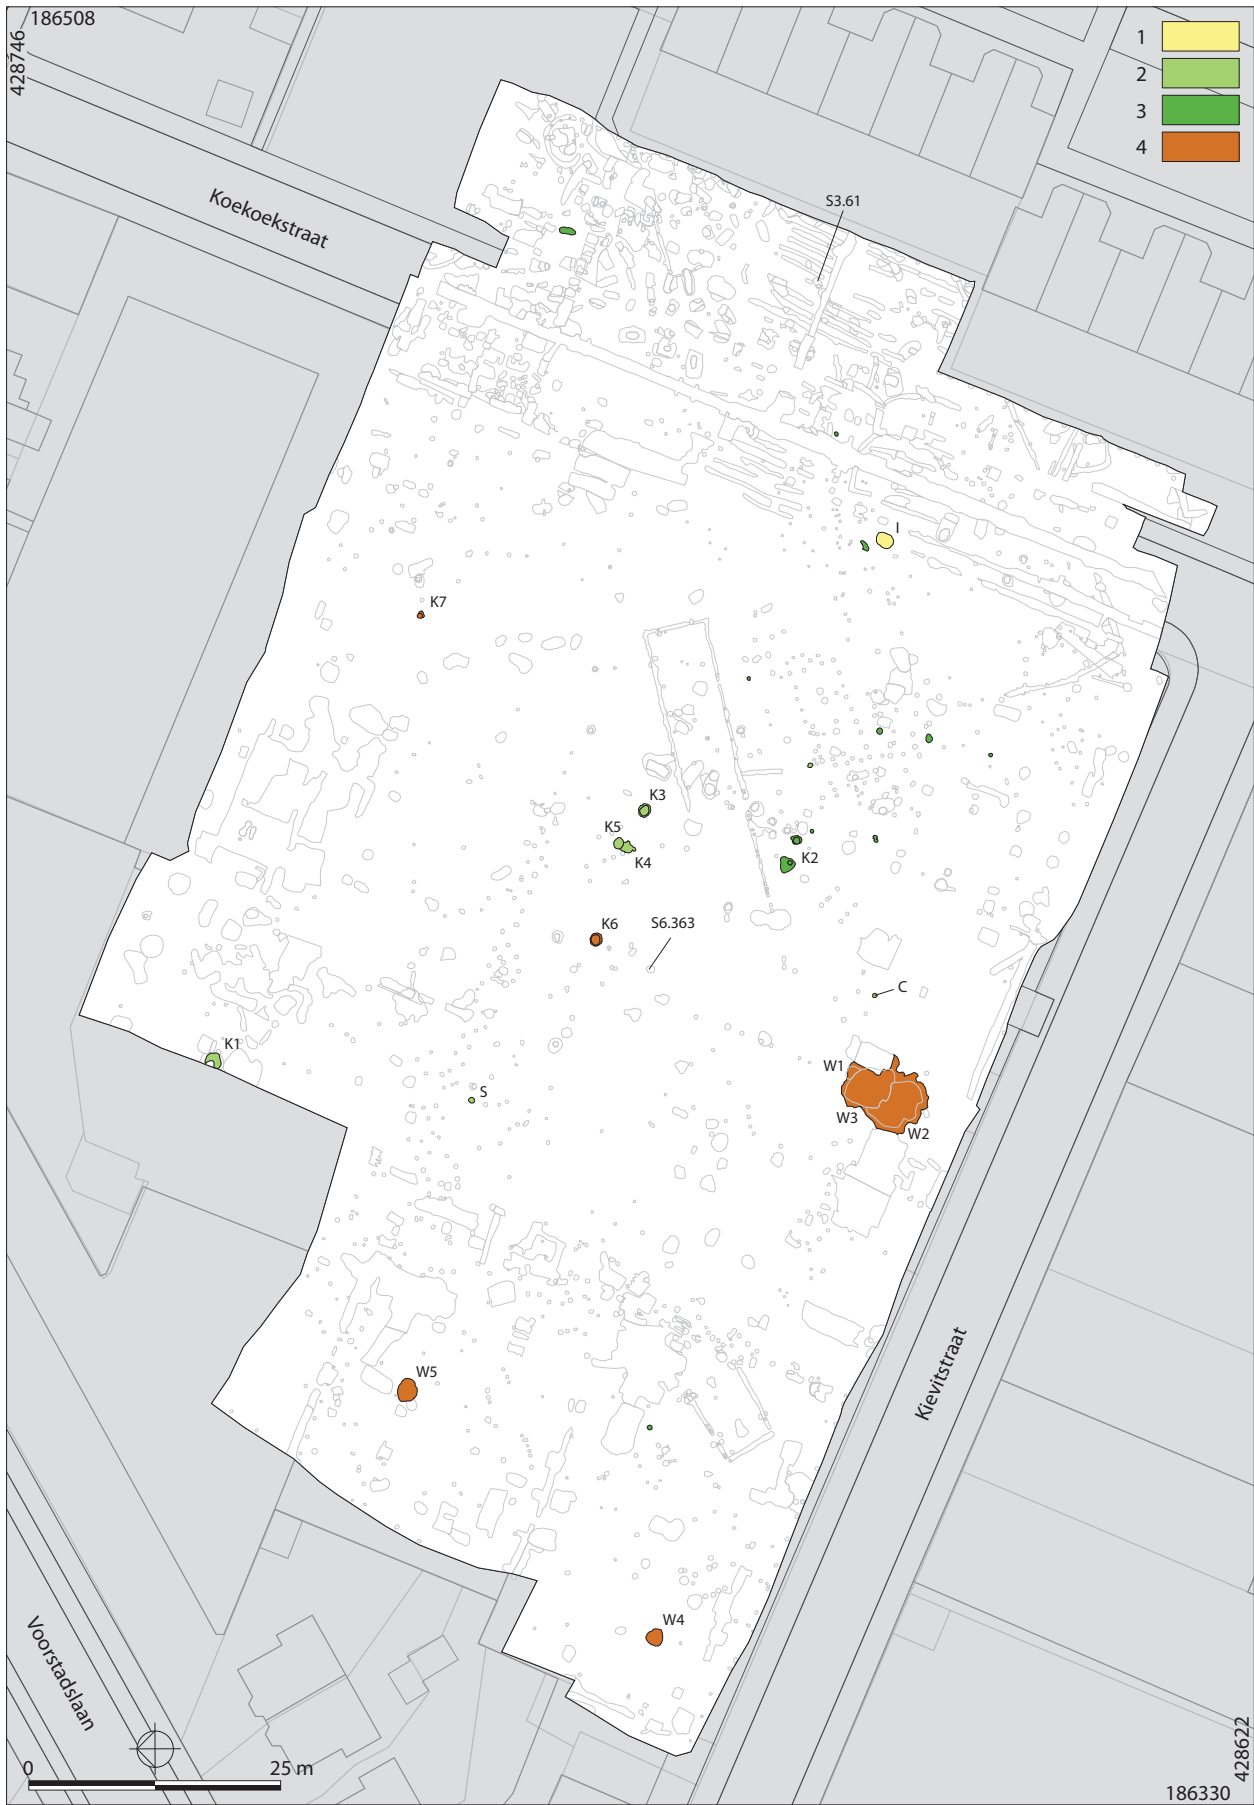 186508
428746
1
2
3
4
Koekoekstraat
S3.61
I
K7
K3
K5
K4
K2
K6
S6.363
C
K1
S
W1
W3
W2
Kievitstraat
W5
W4
Voorstadslaan
0 25 m
428622
186330